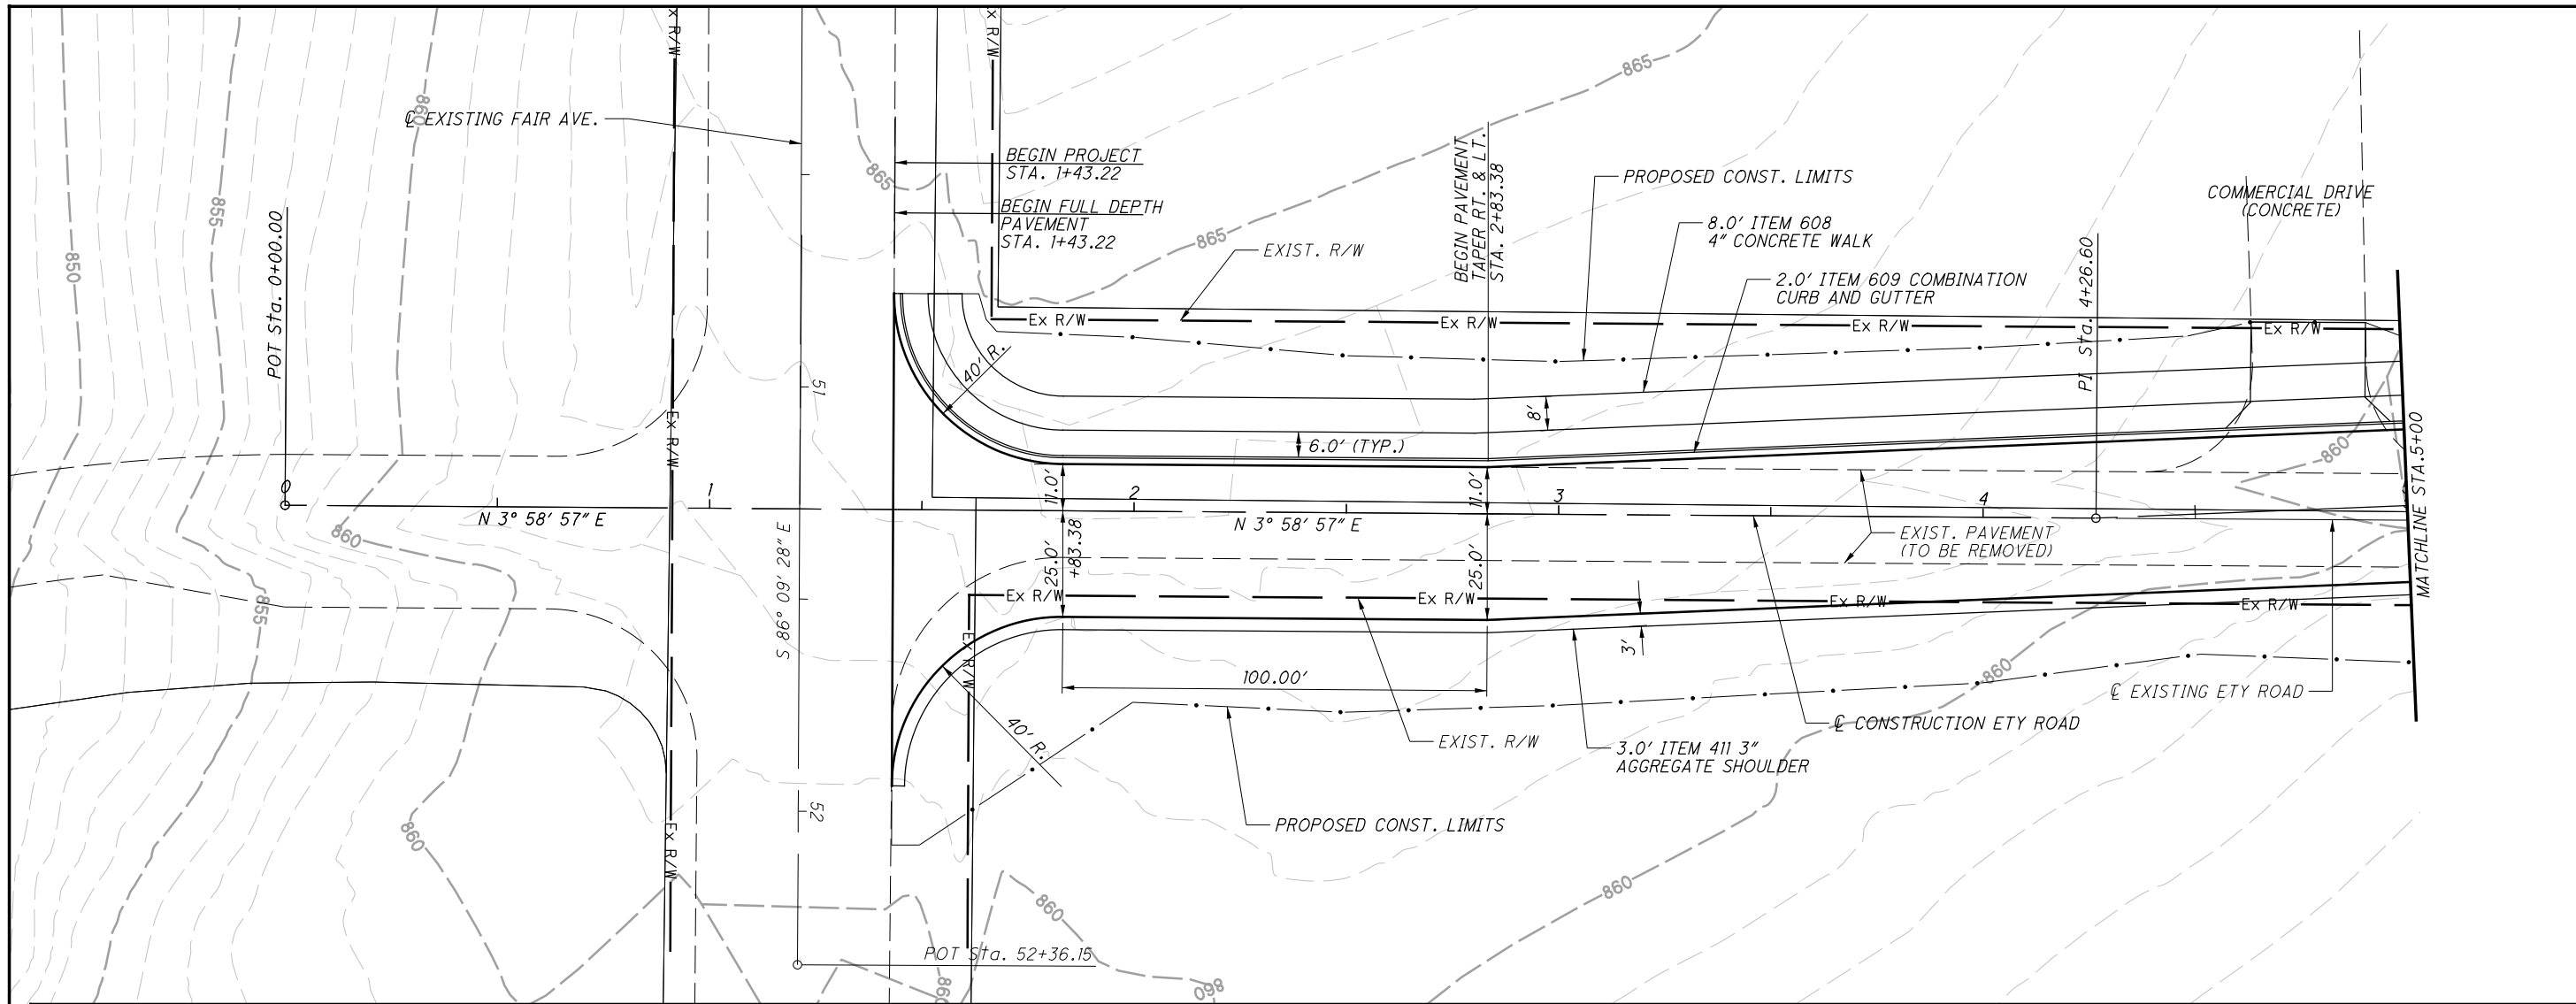 Ex R/W
Ex R/W
865
℄ EXISTING FAIR AVE.
860
BEGIN PROJECT
STA. 1+43.22
865
BEGIN PAVEMENT
TAPER RT. & LT.
STA. 2+83.38
PROPOSED CONST. LIMITS
COMMERCIAL DRIVE
(CONCRETE)
855
BEGIN FULL DEPTH
PAVEMENT
STA. 1+43.22
865
8.0' ITEM 608
4" CONCRETE WALK
850
POT Sta. 0+00.00
EXIST. R/W
2.0' ITEM 609 COMBINATION
CURB AND GUTTER
PI Sta. 4+26.60
Ex R/W
Ex R/W
Ex R/W
Ex R/W
40' R.
51
8'
Ex R/W
6.0' (TYP.)
860
MATCHLINE STA.5+00
0
1
11.0'
2
11.0'
3
4
N 3° 58' 57" E
N 3° 58' 57" E
S 86° 09' 28" E
860
EXIST. PAVEMENT
(TO BE REMOVED)
25.0'
+83.38
25.0'
855
Ex R/W
Ex R/W
Ex R/W
Ex R/W
Ex R/W
3'
100.00'
860
℄ EXISTING ETY ROAD
40' R.
EXIST. R/W
℄ CONSTRUCTION ETY ROAD
3.0' ITEM 411 3"
AGGREGATE SHOULDER
52
860
Ex R/W
PROPOSED CONST. LIMITS
860
860
POT Sta. 52+36.15
860
860